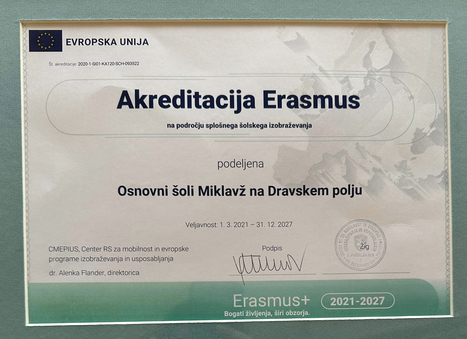 EVROPSKA UNIJA
Št. akreditacije: 2020-1-SI01-KA120-SCH-093522
Akreditacija Erasmus
na področju splošnega šolskega izobraževanja
podeljena
Osnovni šoli Miklavž na Dravskem polju
Veljavnost: 1. 3. 2021 – 31. 12. 2027
CMEPIUS, Center RS za mobilnost in evropske
programe izobraževanja in usposabljanja
dr. Alenka Flander, direktorica
Podpis
Žig
Erasmus+ 2021-2027
Bogati življenja, širi obzorja.